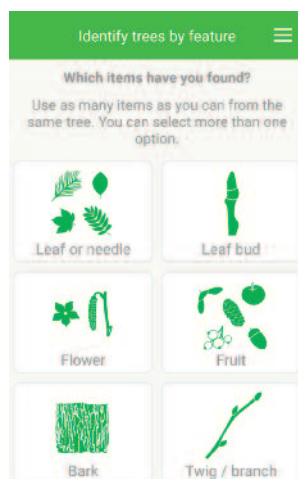 Identify trees by feature
Which items have you found?
Use as many items as you can from the
same tree. You can select more than one
option.
Leaf or needle
Leaf bud
Flower
Fruit
Bark
Twig / branch